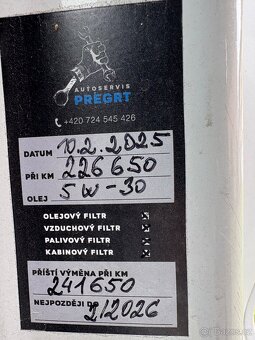 AUTOSERVIS
PREGRT
+420 724 545 426
DATUM 10.2.2025
PŘI KM 226650
OLEJ 5W-30
OLEJOVÝ FILTR
VZDUCHOVÝ FILTR
PALIVOVÝ FILTR
KABINOVÝ FILTR
PŘÍŠTÍ VÝMĚNA PŘI KM
241650
NEJPOZDĚJI DO 2/2026